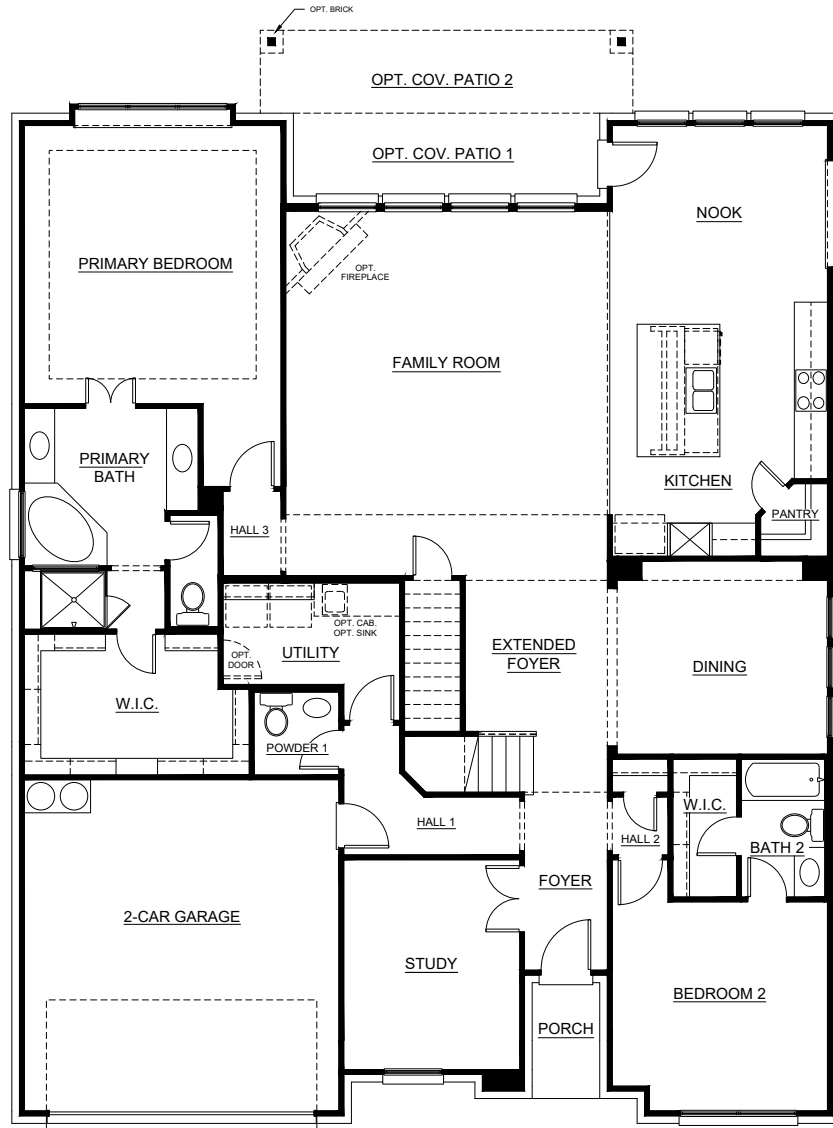 OPT. BRICK
OPT. COV. PATIO 2
OPT. COV. PATIO 1
NOOK
PRIMARY BEDROOM
OPT.
FIREPLACE
FAMILY ROOM
PRIMARY
BATH
KITCHEN
PANTRY
HALL 3
OPT. CAB.
OPT. SINK
OPT.
DOOR
UTILITY
EXTENDED
FOYER
DINING
W.I.C.
POWDER 1
W.I.C.
HALL 1
HALL 2
BATH 2
FOYER
2-CAR GARAGE
STUDY
BEDROOM 2
PORCH